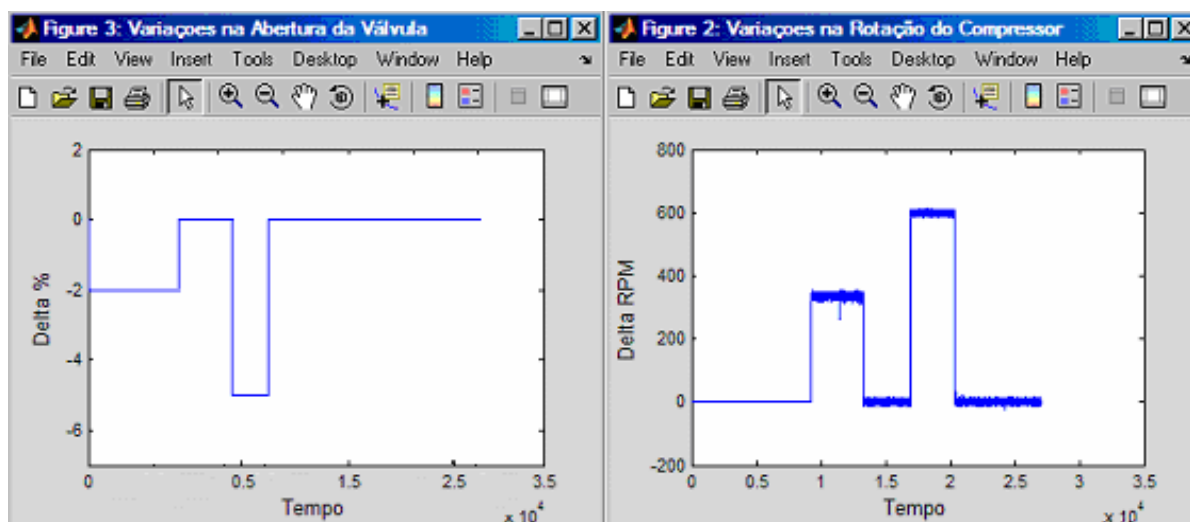 Figure 3: Variaçoes na Abertura da Válvula
File Edit View Insert Tools Desktop Window Help
2
0
-2
-4
-6
Delta %
0 0.5 1.5 2.5 3.5
Tempo
x 10^4
Figure 2: Variaçoes na Rotação do Compressor
File Edit View Insert Tools Desktop Window Help
800
600
400
200
0
-200
Delta RPM
0 1 1.5 2 2.5 3 3.5
Tempo
x 10^4